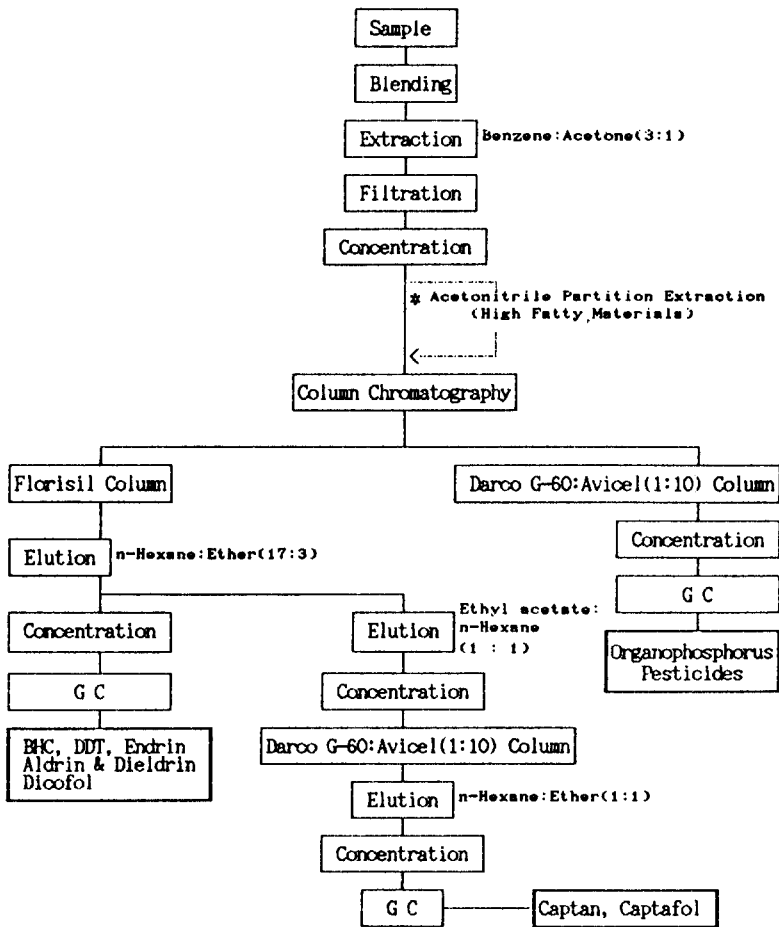 Sample
Blending
Extraction
Benzene:Acetone(3:1)
Filtration
Concentration
* Acetonitrile Partition Extraction
(High Fatty Materials)
Column Chromatography
Florisil Column
Darco G-60:Avicel(1:10) Column
Elution
n-Hexane:Ether(17:3)
Concentration
G C
Organophosphorus
Pesticides
Concentration
G C
BHC, DDT, Endrin
Aldrin & Dieldrin
Dicofol
Elution
Ethyl acetate:
n-Hexane
(1 : 1)
Concentration
Darco G-60:Avicel(1:10) Column
Elution
n-Hexane:Ether(1:1)
Concentration
G C
Captan, Captafol